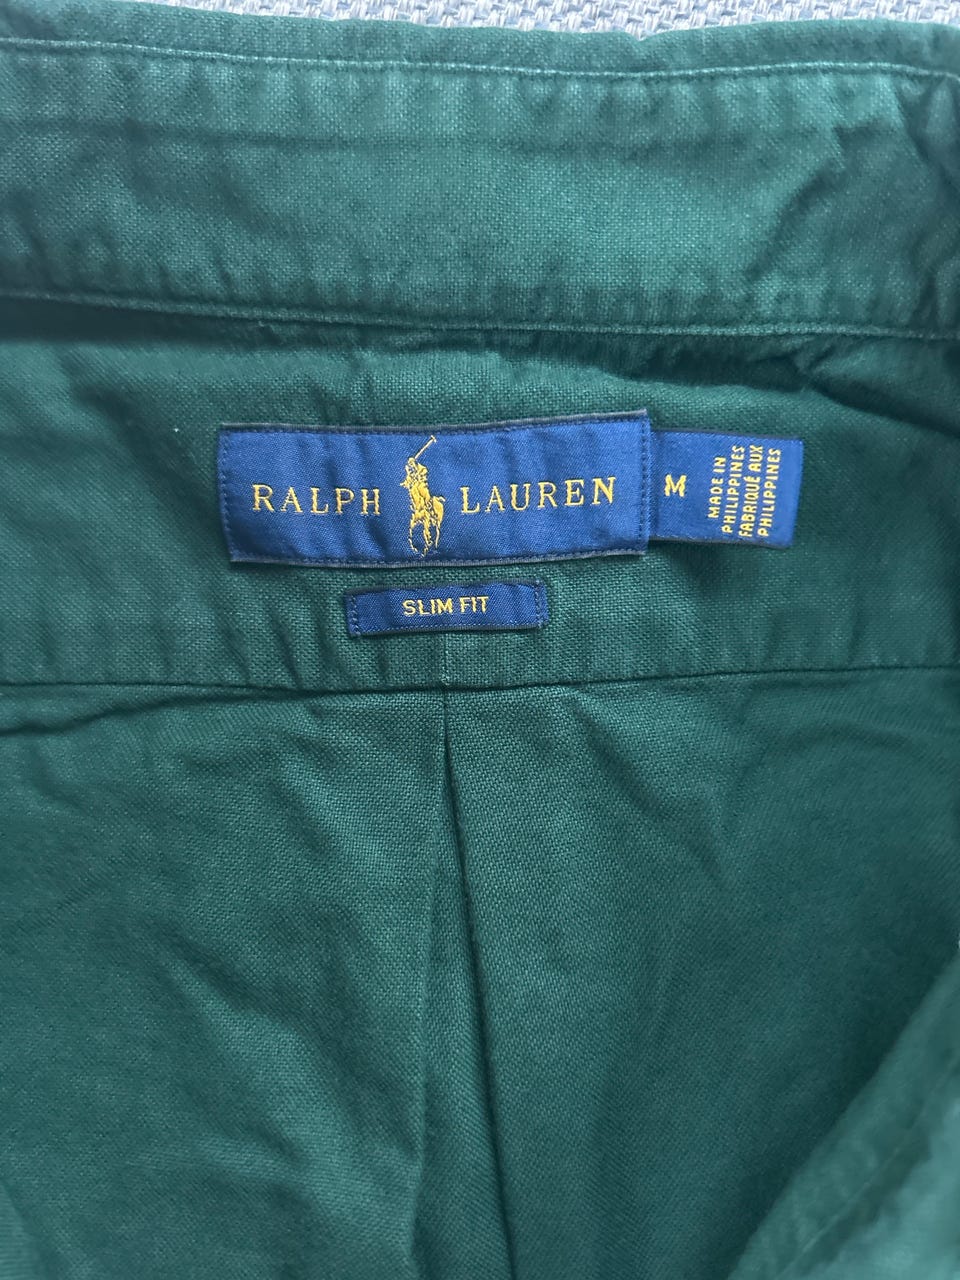 RALPH LAUREN
M
MADE IN
PHILIPPINES
FABRIQUÉ AUX
PHILIPPINES
SLIM FIT